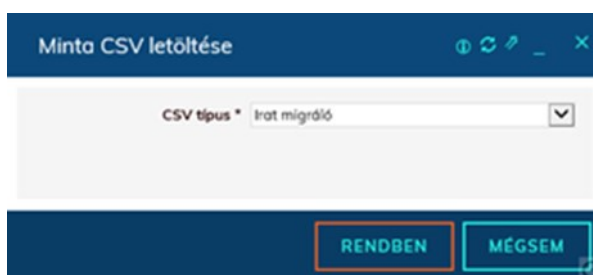 Minta CSV letöltése
CSV típus * Irat migráló
RENDBEN MÉGSEM